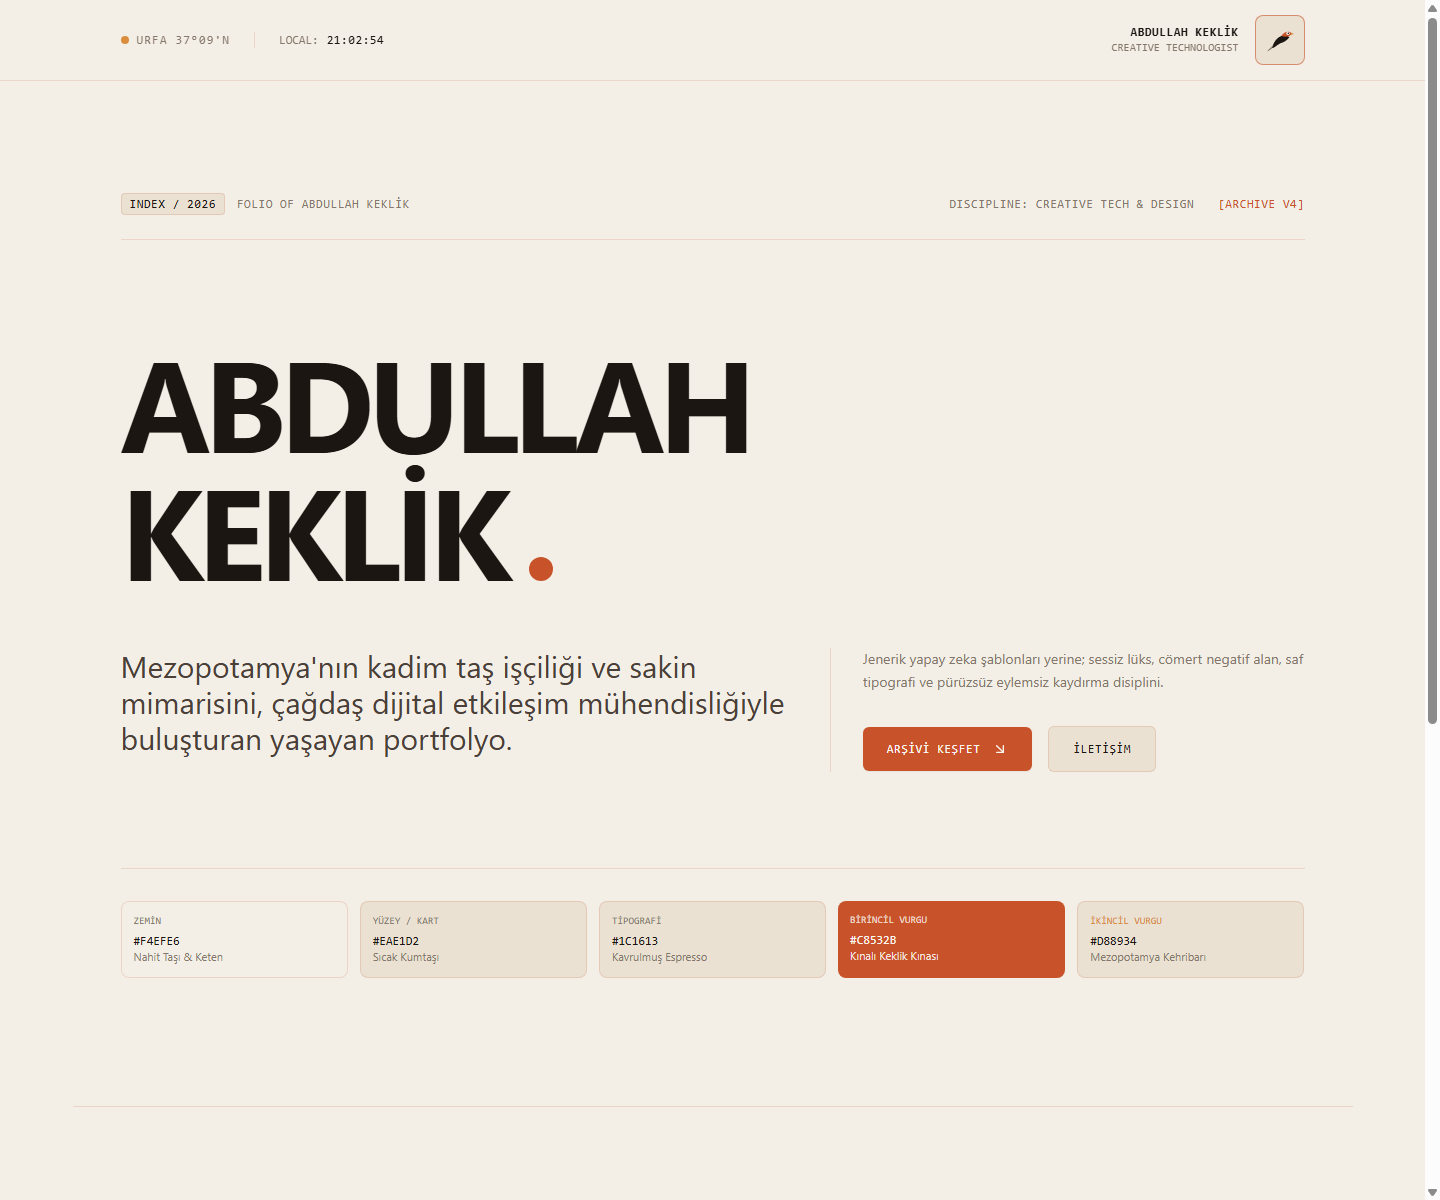 URFA 37°09'N
LOCAL: 21:02:54
ABDULLAH KEKLİK
CREATIVE TECHNOLOGIST
INDEX / 2026
FOLIO OF ABDULLAH KEKLİK
DISCIPLINE: CREATIVE TECH & DESIGN
[ARCHIVE V4]
ABDULLAH
KEKLİK.
Mezopotamya'nın kadim taş işçiliği ve sakin
mimarisini, çağdaş dijital etkileşim mühendisliğiyle
buluşturan yaşayan portfolyo.
Jenerik yapay zeka şablonları yerine; sessiz lüks, cömert negatif alan, saf
tipografi ve pürüzsüz eylemsiz kaydırma disiplini.
ARŞİVİ KEŞFET
İLETİŞİM
ZEMİN
#F4EFE6
Nahit Taşı & Keten
YÜZEY / KART
#EAE1D2
Sıcak Kumtaşı
TİPOGRAFİ
#1C1613
Kavrulmuş Espresso
BİRİNCİL VURGU
#C8532B
Kınalı Keklik Kınası
İKİNCİL VURGU
#D88934
Mezopotamya Kehribarı